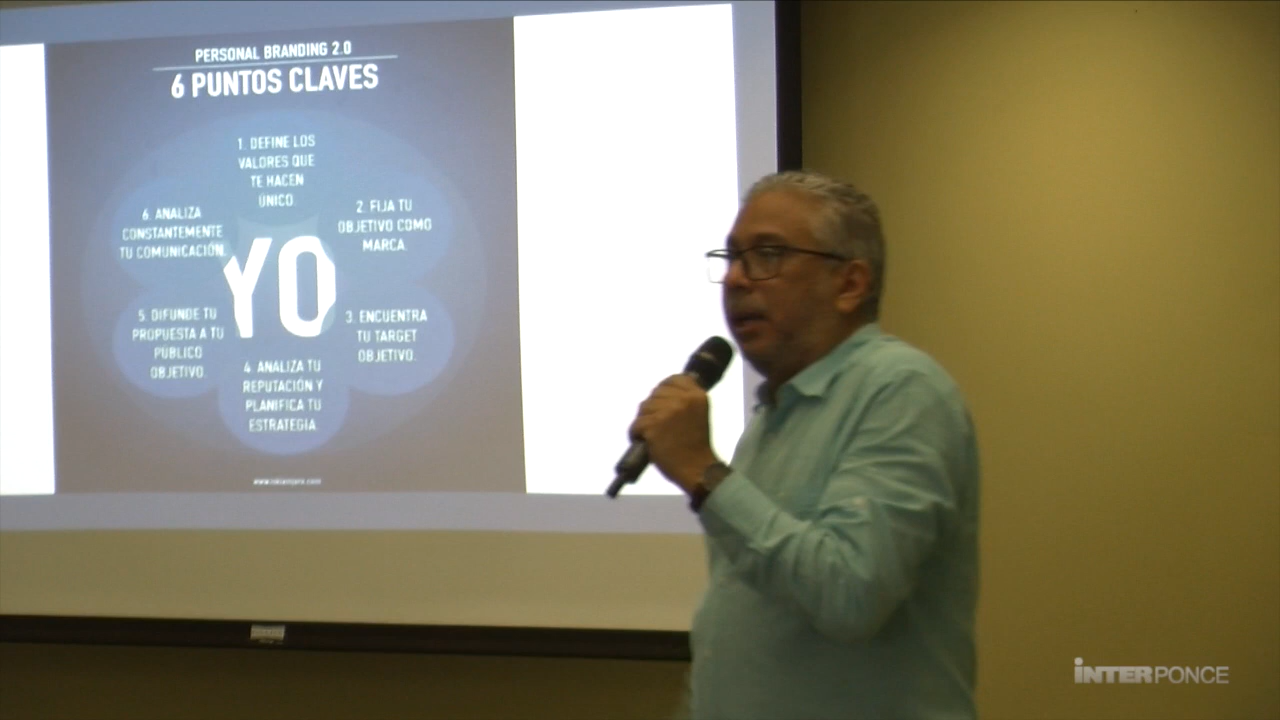 PERSONAL BRANDING 2.0
6 PUNTOS CLAVES
1. DEFINE LOS
VALORES QUE
TE HACEN
ÚNICO.
2. FIJA TU
OBJETIVO COMO
MARCA.
3. ENCUENTRA
TU TARGET
OBJETIVO.
4. ANALIZA TU
REPUTACIÓN Y
PLANIFICA TU
ESTRATEGIA
5. DIFUNDE TU
PROPUESTA A TU
PÚBLICO
OBJETIVO.
6. ANALIZA
CONSTANTEMENTE
TU COMUNICACIÓN.
YO
INTERPONCE